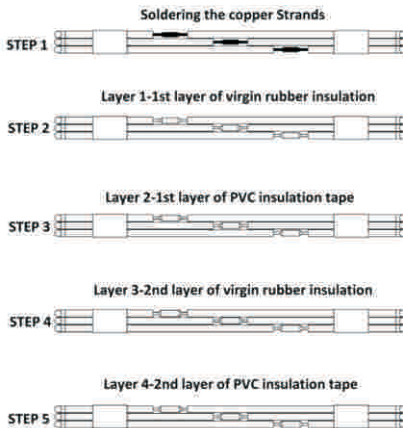 Soldering the copper Strands
STEP 1
Layer 1-1st layer of virgin rubber insulation
STEP 2
Layer 2-1st layer of PVC insulation tape
STEP 3
Layer 3-2nd layer of virgin rubber insulation
STEP 4
Layer 4-2nd layer of PVC insulation tape
STEP 5